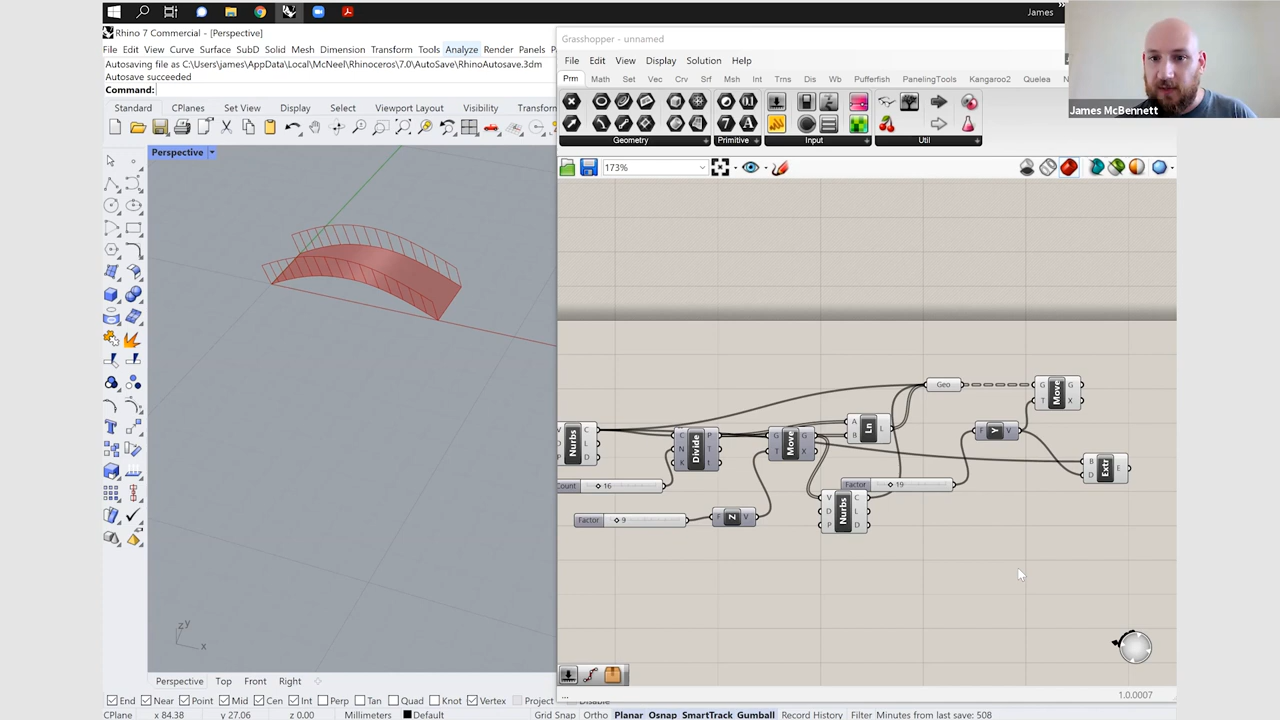 James
James McBennett
Rhino 7 Commercial - [Perspective]
File Edit View Curve Surface SubD Solid Mesh Dimension Transform Tools Analyze Render Panels P
Autosaving file as C:\Users\james\AppData\Local\McNeel\Rhinoceros\7.0\AutoSave\RhinoAutosave.3dm
Autosave succeeded
Command:
Standard CPlanes Set View Display Select Viewport Layout Visibility Transform
Perspective
Grasshopper - unnamed
File Edit View Display Solution Help
Prm Math Set Vec Crv Srf Msh Int Trns Dis Wb Pufferfish PanelingTools Kangaroo2 Quelea
Geometry Primitive Input Util
173%
Geo
G Move G
T X
V Nurbs C
L
P D
C Divide P
N T
K t
G Move G
T X
A Ln L
B
F Y V
B Extr E
D
Count 16
Factor 19
Factor 9
F Z V
V Nurbs C
D L
P D
z y
x
1.0.0007
Perspective Top Front Right
End Near Point Mid Cen Int Perp Tan Quad Knot Vertex Project Disable
CPlane x 84.38 y 27.06 z 0.00 Millimeters Default Grid Snap Ortho Planar Osnap SmartTrack Gumball Record History Filter Minutes from last save: 508